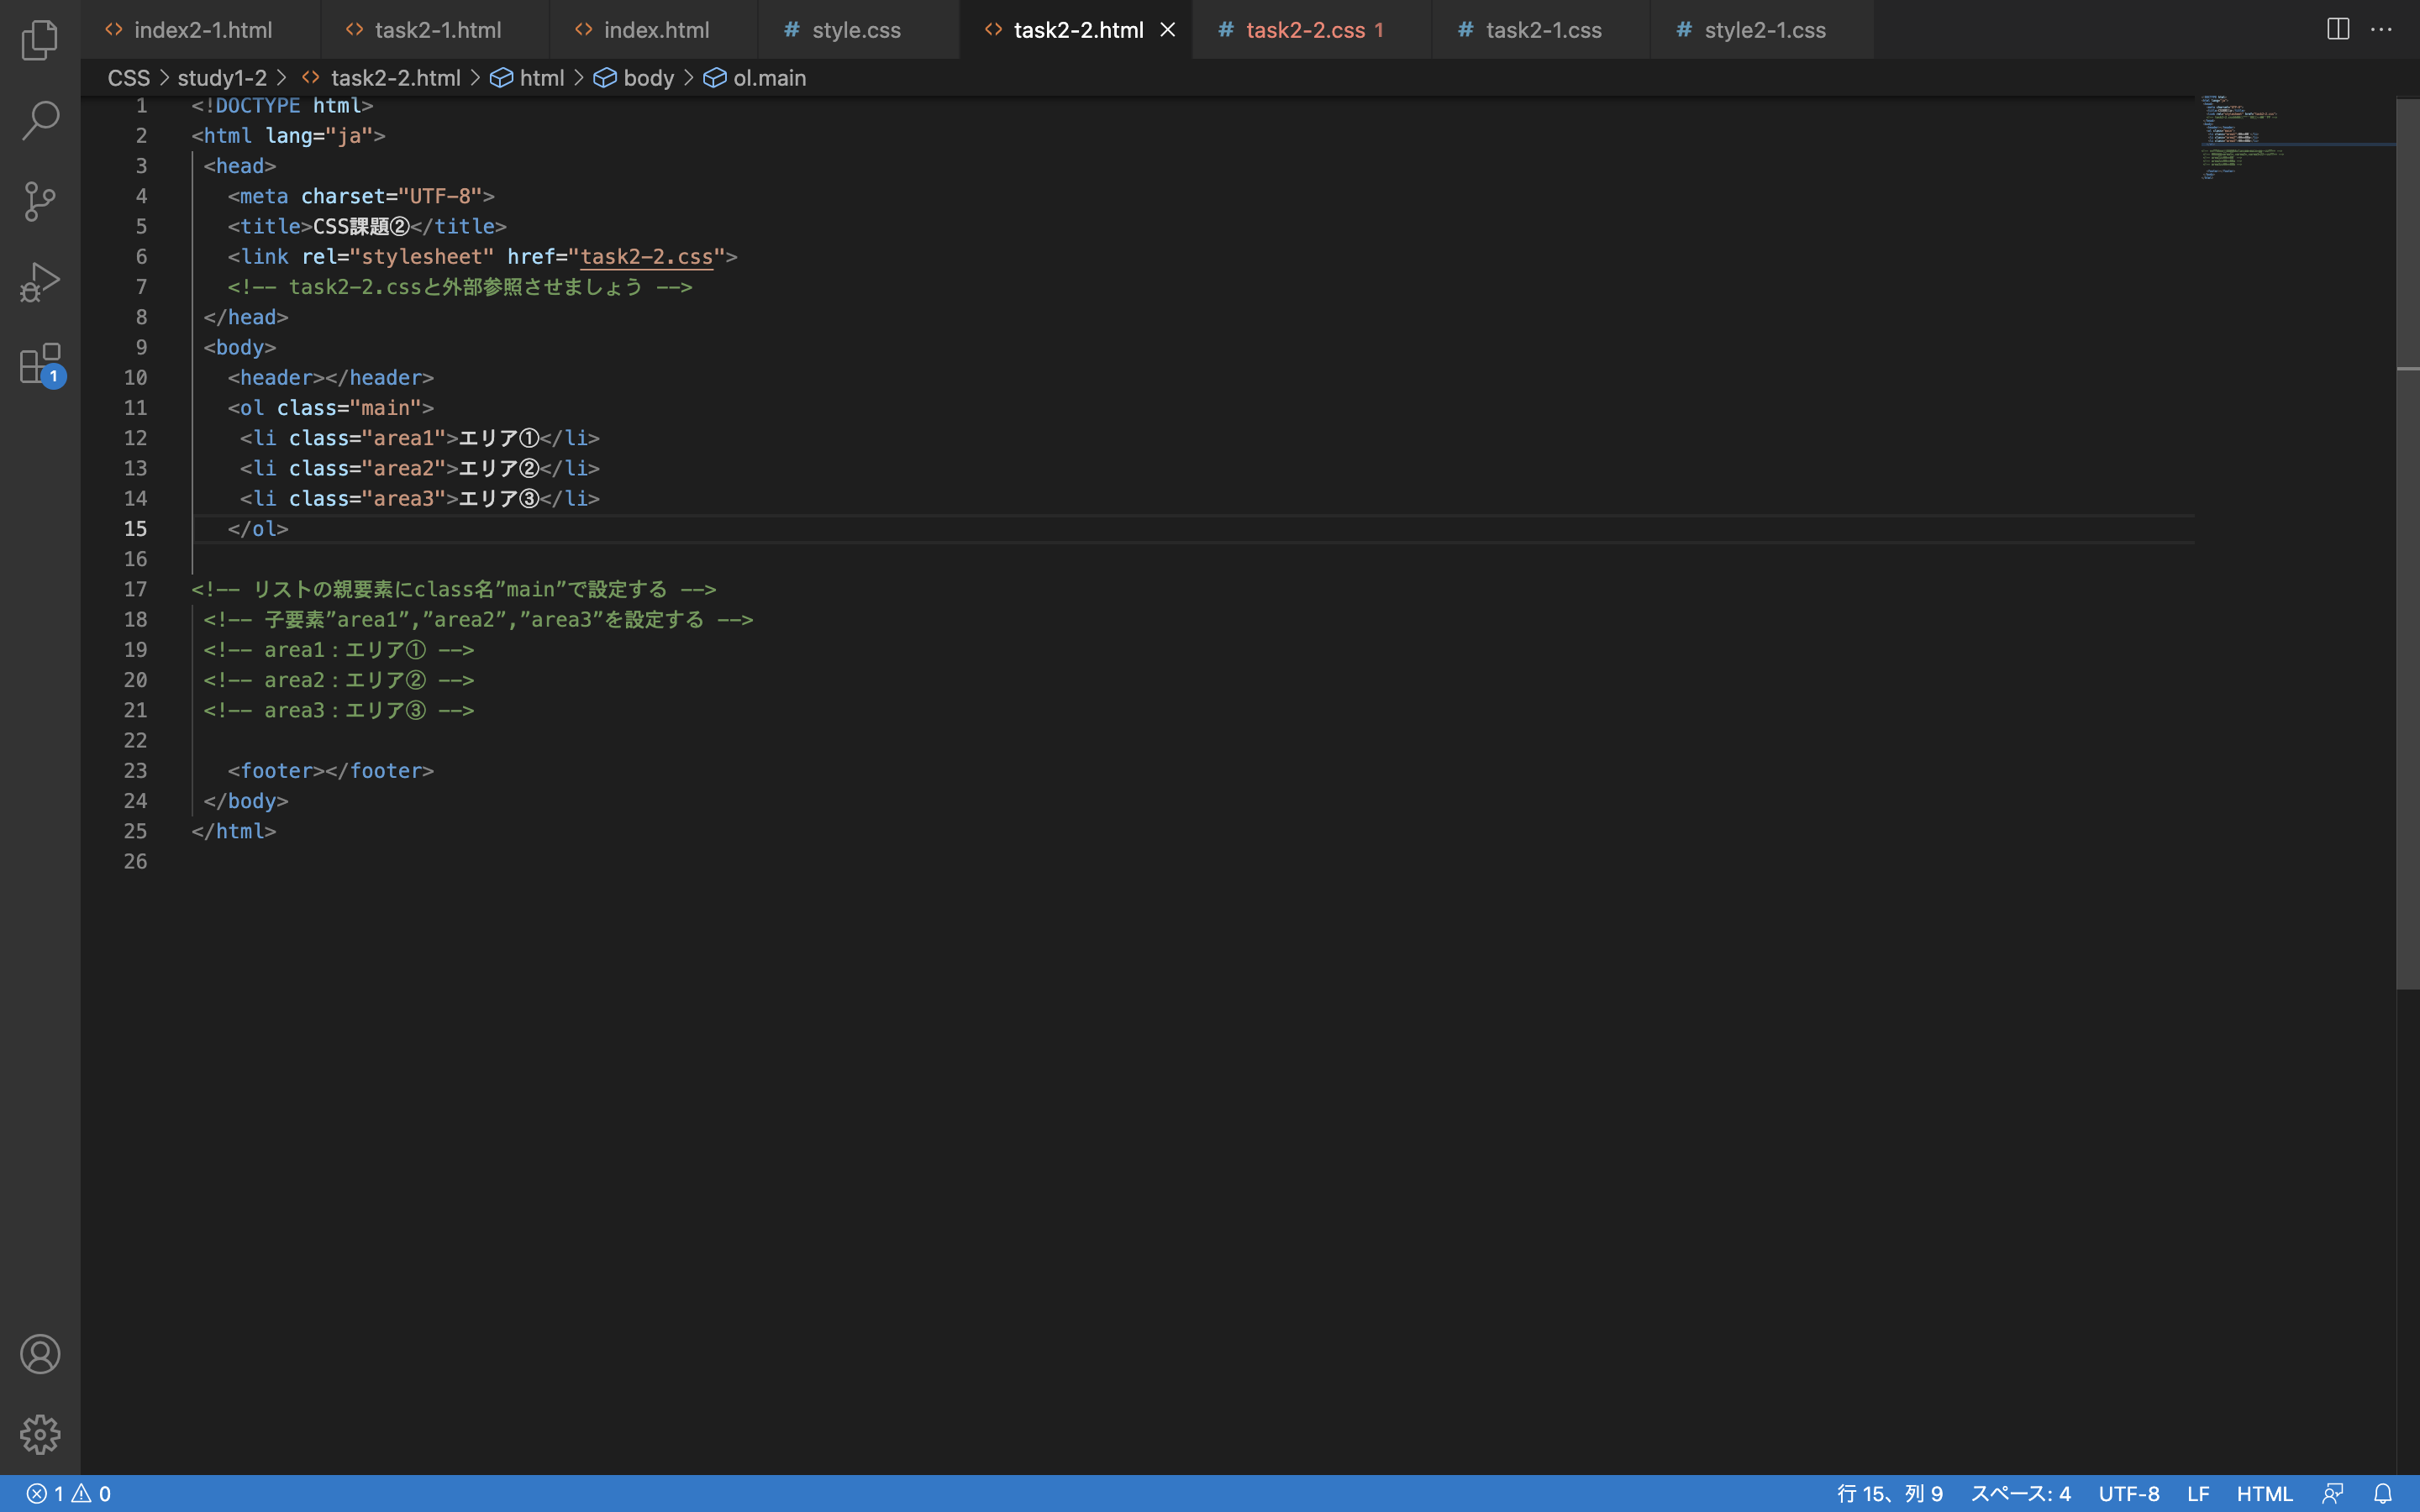 index2-1.html task2-1.html index.html # style.css task2-2.html # task2-2.css 1 # task2-1.css # style2-1.css
CSS > study1-2 > task2-2.html > html > body > ol.main
1 <!DOCTYPE html>
2 <html lang="ja">
3 <head>
4 <meta charset="UTF-8">
5 <title>CSS課題②</title>
6 <link rel="stylesheet" href="task2-2.css">
7 <!-- task2-2.cssと外部参照させましょう -->
8 </head>
9 <body>
10 <header></header>
11 <ol class="main">
12 <li class="area1">エリア①</li>
13 <li class="area2">エリア②</li>
14 <li class="area3">エリア③</li>
15 </ol>
16
17 <!-- リストの親要素にclass名”main”で設定する -->
18 <!-- 子要素”area1”,”area2”,”area3”を設定する -->
19 <!-- area1：エリア① -->
20 <!-- area2：エリア② -->
21 <!-- area3：エリア③ -->
22
23 <footer></footer>
24 </body>
25 </html>
26
1
1 0 行 15、列 9 スペース: 4 UTF-8 LF HTML